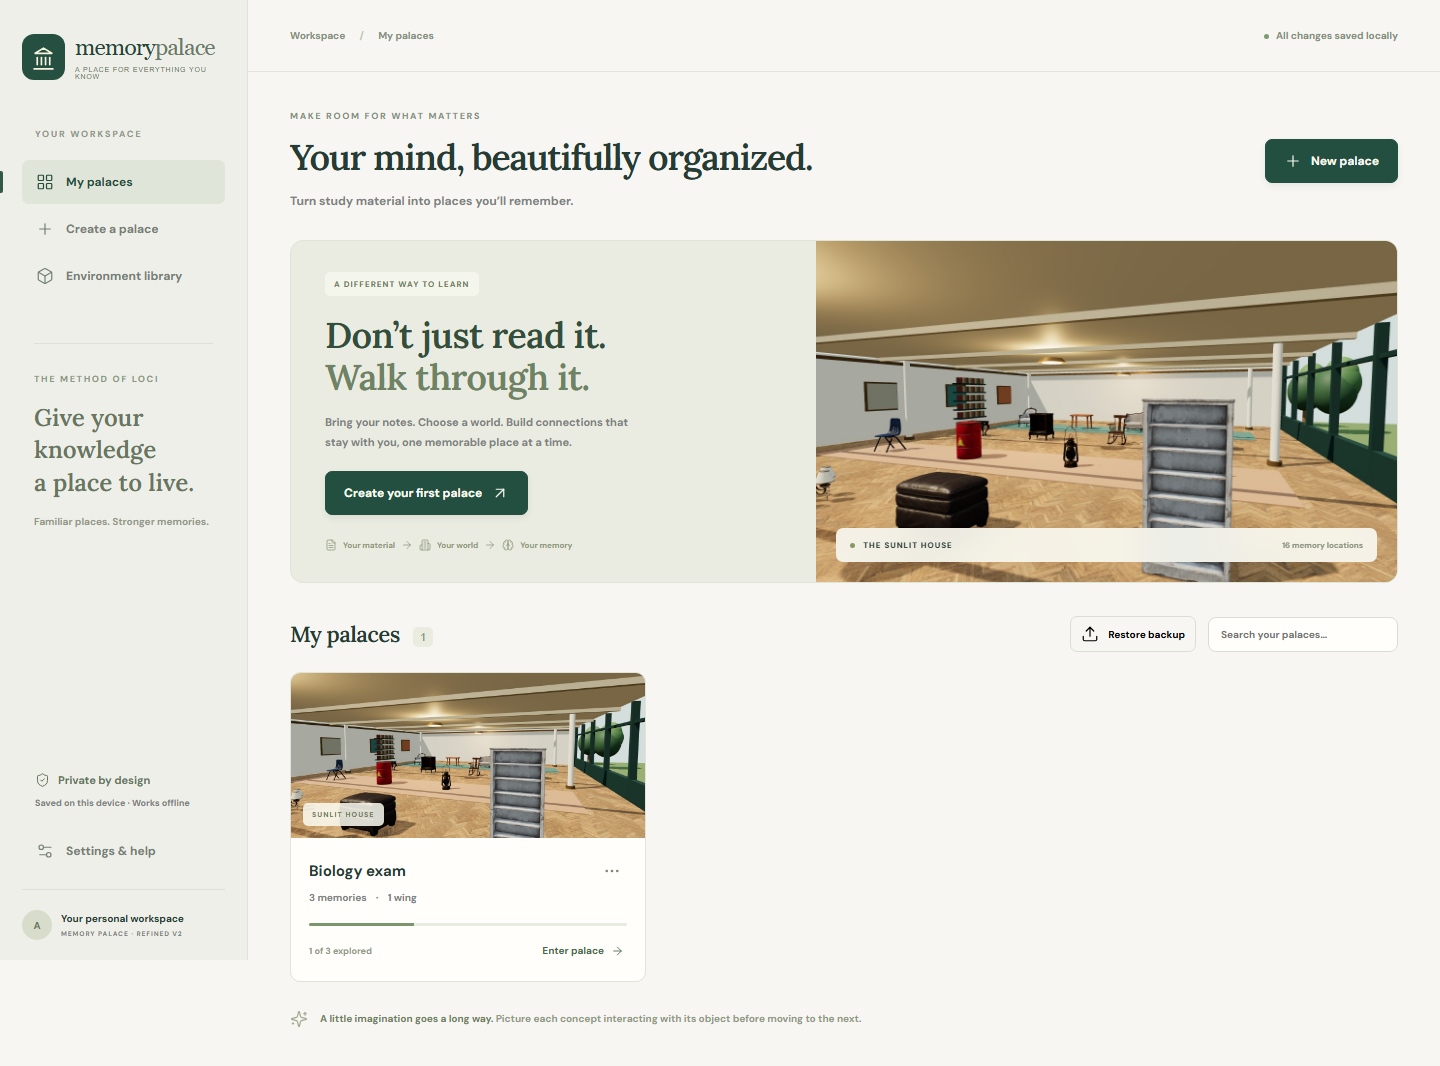 memorypalace
A PLACE FOR EVERYTHING YOU
KNOW
YOUR WORKSPACE
My palaces
Create a palace
Environment library
THE METHOD OF LOCI
Give your
knowledge
a place to live.
Familiar places. Stronger memories.
Private by design
Saved on this device · Works offline
Settings & help
A
Your personal workspace
MEMORY PALACE · REFINED V2
Workspace / My palaces
All changes saved locally
MAKE ROOM FOR WHAT MATTERS
Your mind, beautifully organized.
Turn study material into places you’ll remember.
New palace
A DIFFERENT WAY TO LEARN
Don’t just read it.
Walk through it.
Bring your notes. Choose a world. Build connections that
stay with you, one memorable place at a time.
Create your first palace
Your material → Your world → Your memory
THE SUNLIT HOUSE
16 memory locations
My palaces 1
Restore backup
Search your palaces...
SUNLIT HOUSE
Biology exam
3 memories · 1 wing
1 of 3 explored
Enter palace →
A little imagination goes a long way. Picture each concept interacting with its object before moving to the next.